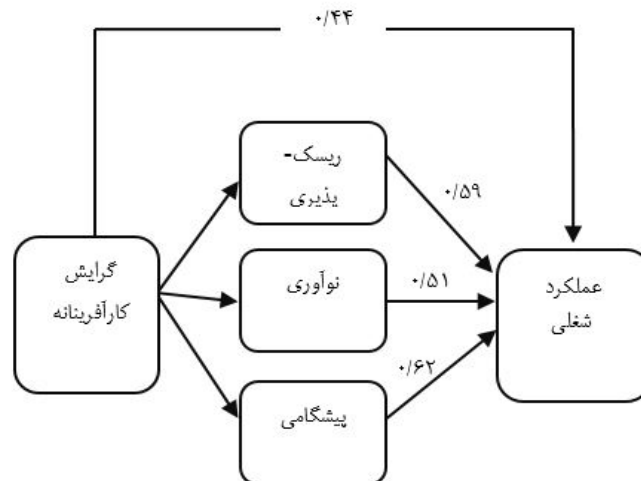 ۰/۴۴
ریسک-
پذیری
۰/۵۹
گرایش
کارآفرینانه
نوآوری
۰/۵۱
عملکرد
شغلی
۰/۶۲
پیشگامی